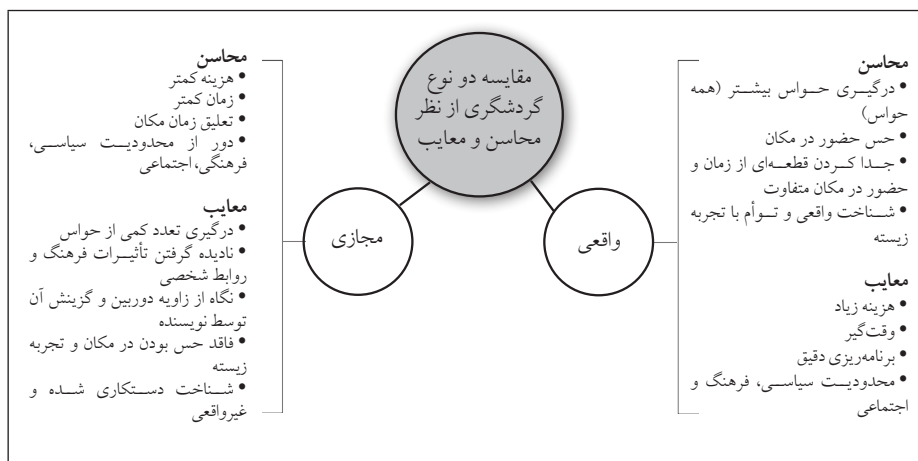 مقایسه دو نوع
گردشگری از نظر
محاسن و معایب
واقعی
مجازی
محاسن
• درگیری حواس بیشتر (همه
حواس)
• حس حضور در مکان
• جدا کردن قطعه‌ای از زمان و
حضور در مکان متفاوت
• شناخت واقعی و توأم با تجربه
زیسته
معایب
• هزینه زیاد
• وقت‌گیر
• برنامه‌ریزی دقیق
• محدودیت سیاسی، فرهنگ و
اجتماعی
محاسن
• هزینه کمتر
• زمان کمتر
• تعلیق زمان مکان
• دور از محدودیت سیاسی،
فرهنگی، اجتماعی
معایب
• درگیری تعدد کمی از حواس
• نادیده گرفتن تأثیرات فرهنگ و
روابط شخصی
• نگاه از زاویه دوربین و گزینش آن
توسط نویسنده
• فاقد حس بودن در مکان و تجربه
زیسته
• شناخت دستکاری شده و
غیرواقعی